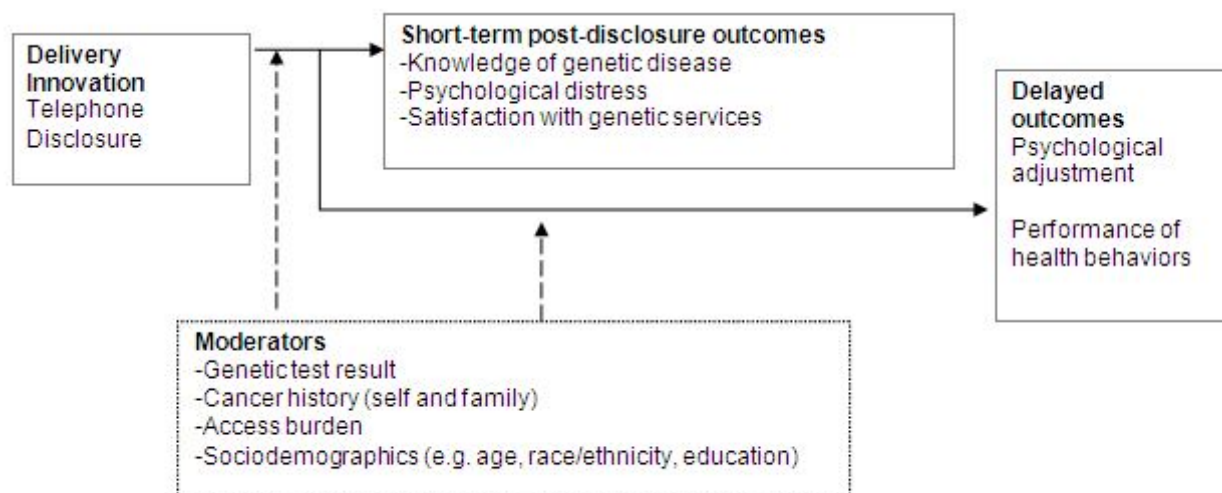 Delivery
Innovation
Telephone
Disclosure
Short-term post-disclosure outcomes
-Knowledge of genetic disease
-Psychological distress
-Satisfaction with genetic services
Delayed
outcomes
Psychological
adjustment
Performance of
health behaviors
Moderators
-Genetic test result
-Cancer history (self and family)
-Access burden
-Sociodemographics (e.g. age, race/ethnicity, education)